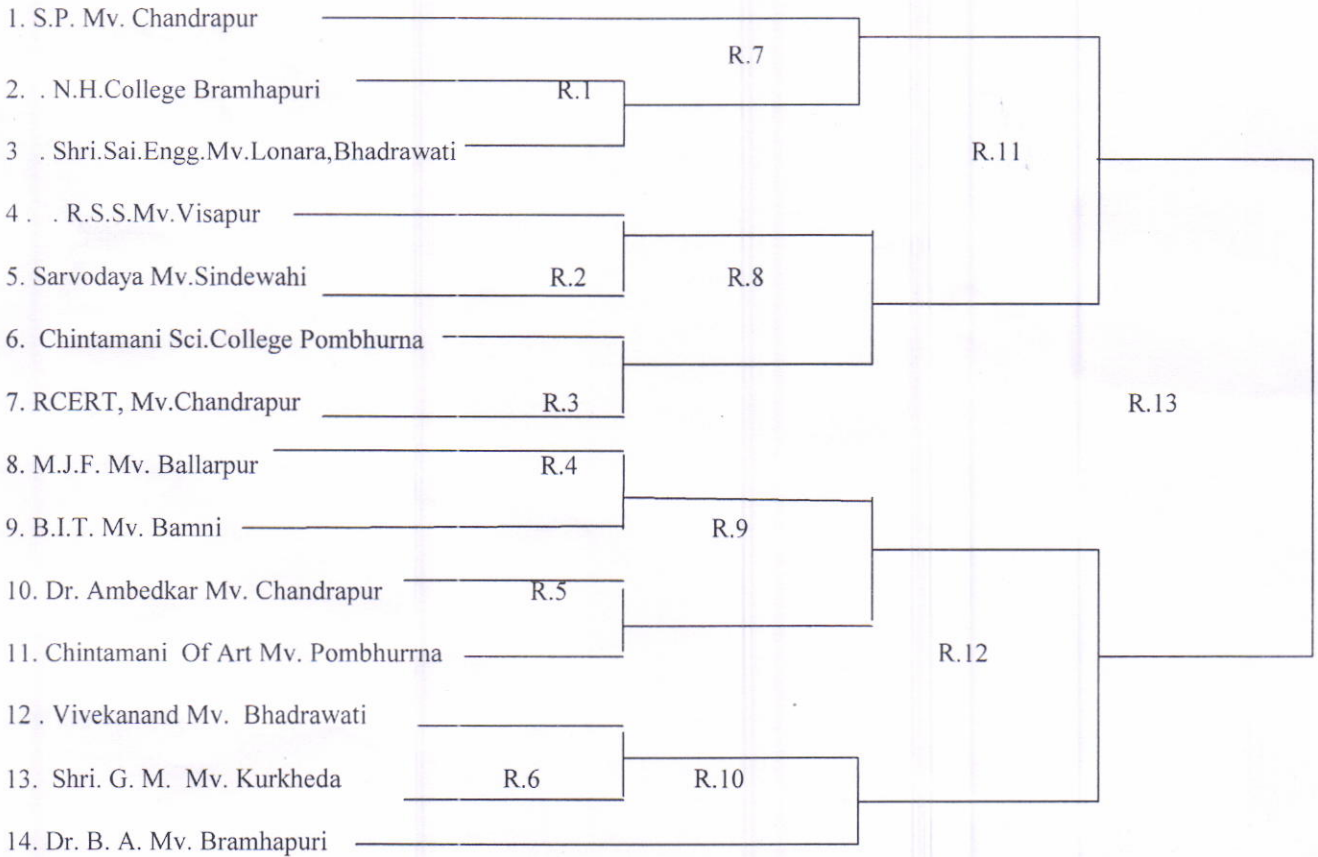 1. S.P. Mv. Chandrapur
R.7
2. . N.H.College Bramhapuri R.1
3 . Shri.Sai.Engg.Mv.Lonara,Bhadrawati R.11
4 . . R.S.S.Mv.Visapur
5. Sarvodaya Mv.Sindewahi R.2 R.8
6. Chintamani Sci.College Pombhurna
7. RCERT, Mv.Chandrapur R.3 R.13
8. M.J.F. Mv. Ballarpur R.4
9. B.I.T. Mv. Bamni R.9
10. Dr. Ambedkar Mv. Chandrapur R.5
11. Chintamani Of Art Mv. Pombhurrna R.12
12 . Vivekanand Mv. Bhadrawati
13. Shri. G. M. Mv. Kurkheda R.6 R.10
14. Dr. B. A. Mv. Bramhapuri